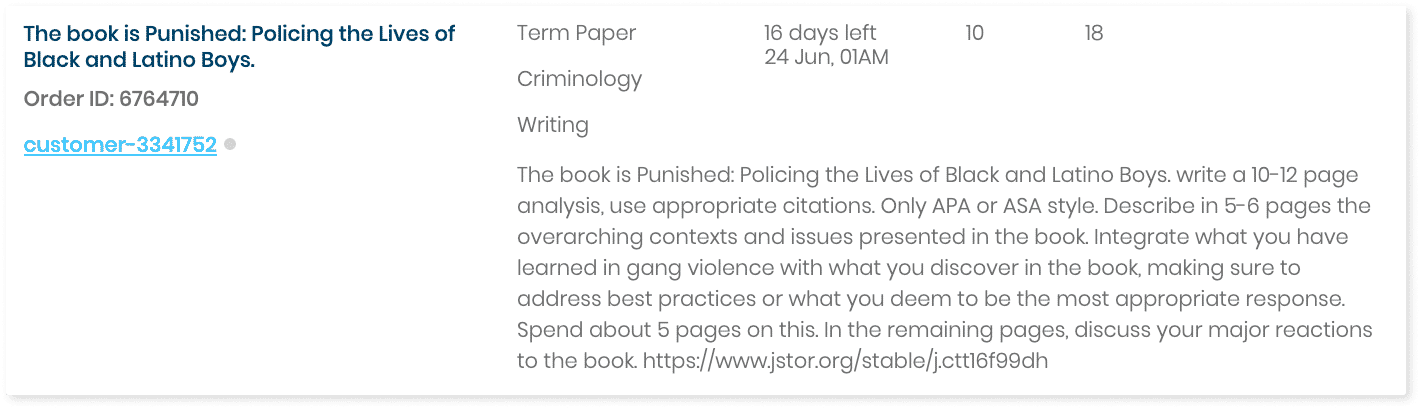 The book is Punished: Policing the Lives of
Black and Latino Boys.
Order ID: 6764710
customer-3341752
Term Paper
Criminology
Writing
16 days left
24 Jun, 01AM
10
18
The book is Punished: Policing the Lives of Black and Latino Boys. write a 10-12 page
analysis, use appropriate citations. Only APA or ASA style. Describe in 5-6 pages the
overarching contexts and issues presented in the book. Integrate what you have
learned in gang violence with what you discover in the book, making sure to
address best practices or what you deem to be the most appropriate response.
Spend about 5 pages on this. In the remaining pages, discuss your major reactions
to the book. https://www.jstor.org/stable/j.ctt16f99dh